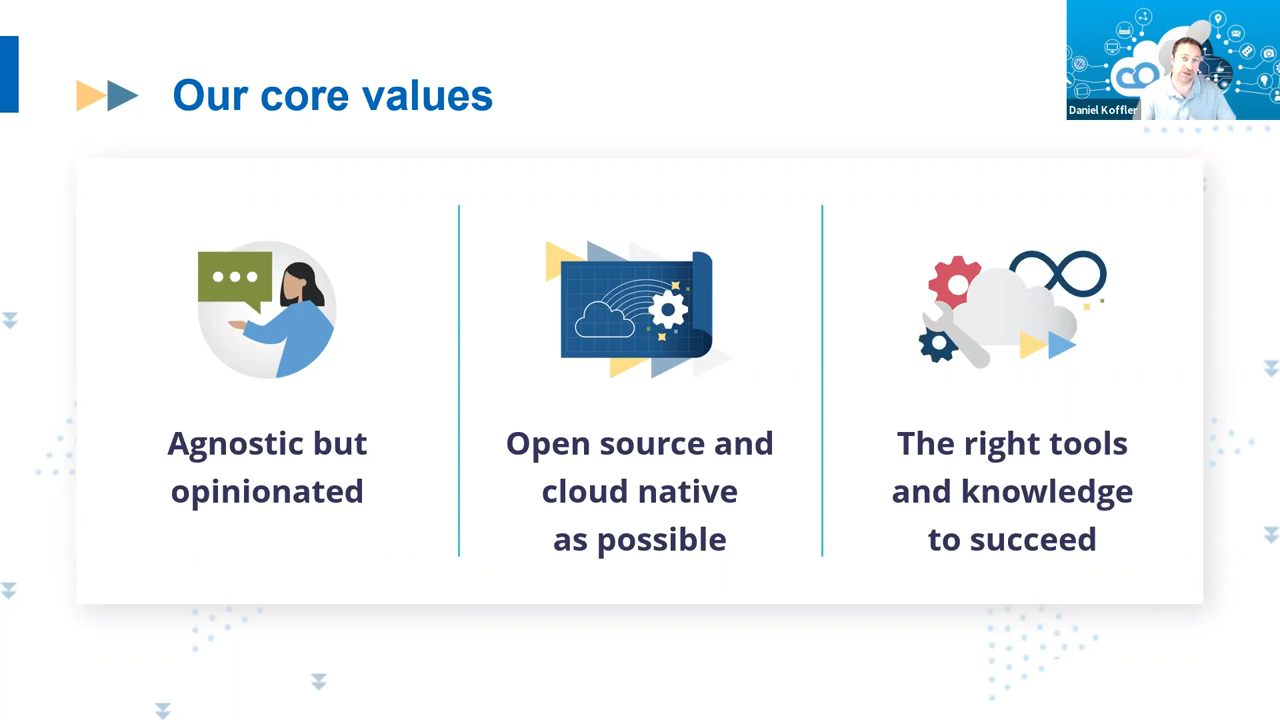 Our core values
Daniel Koffler
Agnostic but
opinionated
Open source and
cloud native
as possible
The right tools
and knowledge
to succeed